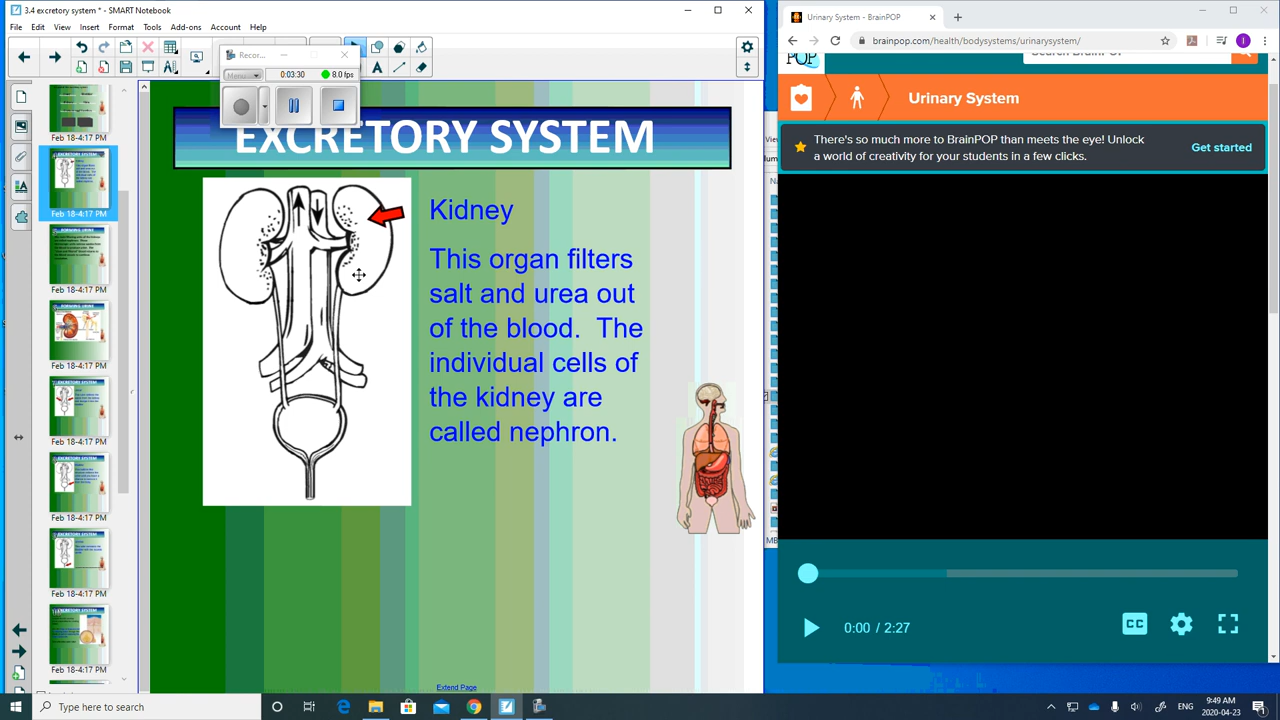 3.4 excretory system * - SMART Notebook
File Edit View Insert Format Tools Add-ons Account Help
Recor...
Menu
0:03:30
8.0 fps
EXCRETORY SYSTEM
Kidney
This organ filters
salt and urea out
of the blood. The
individual cells of
the kidney are
called nephron.
Extend Page
Feb 18-4:17 PM
Feb 18-4:17 PM
Feb 18-4:17 PM
Feb 18-4:17 PM
Feb 18-4:17 PM
Feb 18-4:17 PM
Feb 18-4:17 PM
Feb 18-4:17 PM
Urinary System - BrainPOP
brainpop.com/health/bodysystems/urinarysystem/
POP
Urinary System
There's so much more to BrainPOP than meets the eye! Unlock
a world of creativity for your students in a few clicks.
Get started
0:00 / 2:27
CC
Type here to search
ENG
9:49 AM
2020-04-23